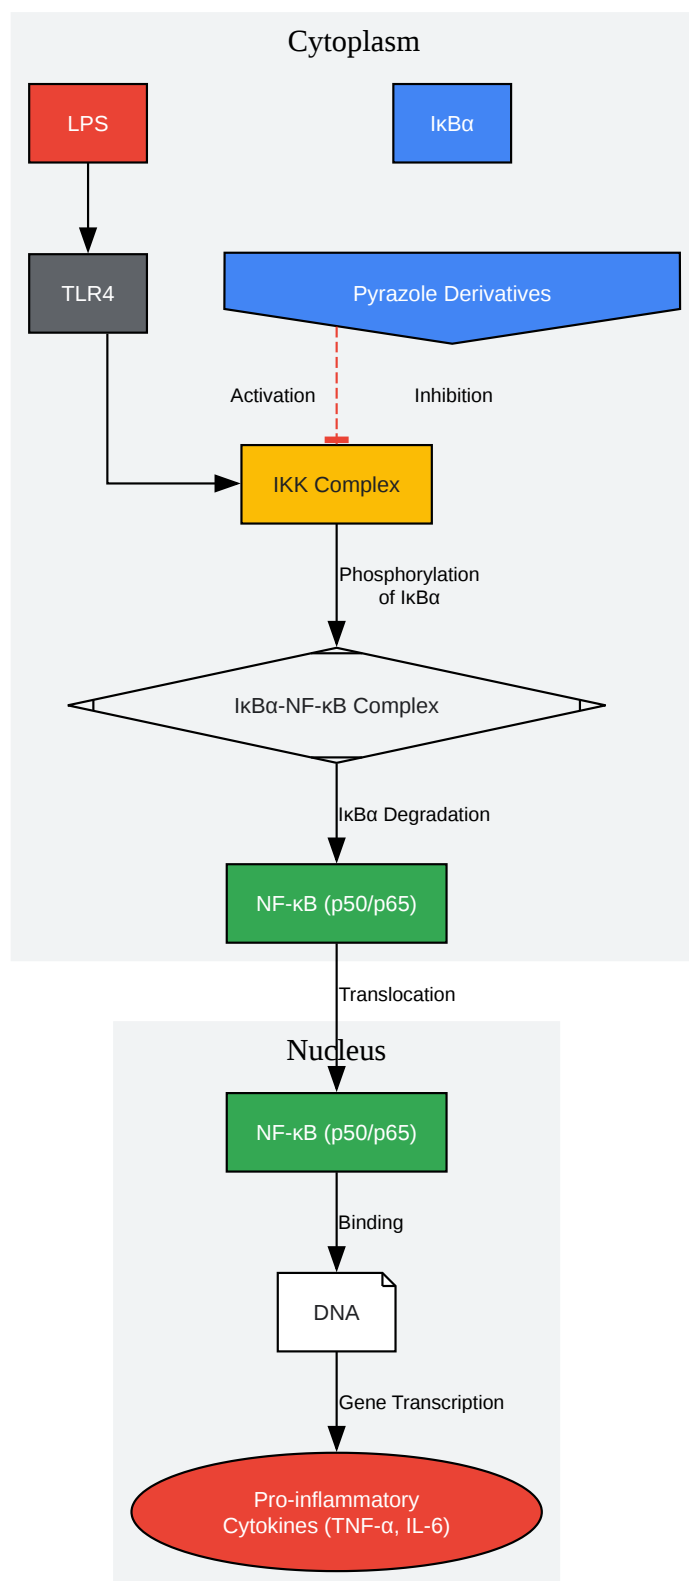 Cytoplasm
LPS
IκBα
TLR4
Pyrazole Derivatives
Activation
Inhibition
IKK Complex
Phosphorylation
of IκBα
IκBα-NF-κB Complex
IκBα Degradation
NF-κB (p50/p65)
Translocation
Nucleus
NF-κB (p50/p65)
Binding
DNA
Gene Transcription
Pro-inflammatory
Cytokines (TNF-α, IL-6)